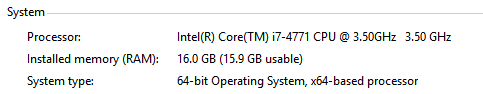 System
Processor: Intel(R) Core(TM) i7-4771 CPU @ 3.50GHz 3.50 GHz
Installed memory (RAM): 16.0 GB (15.9 GB usable)
System type: 64-bit Operating System, x64-based processor